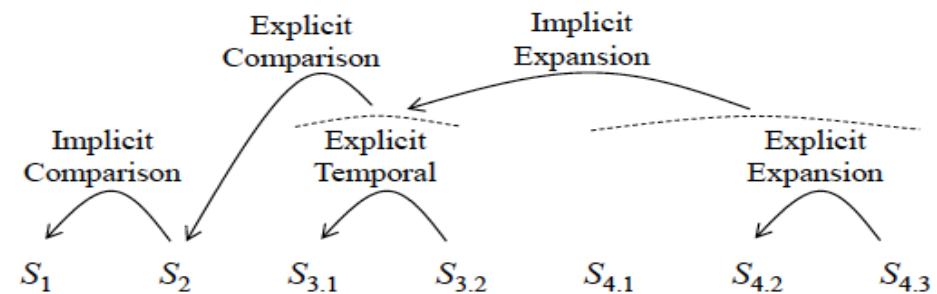 Explicit
Comparison
Implicit
Expansion
Implicit
Comparison
Explicit
Temporal
Explicit
Expansion
S1 S2 S3.1 S3.2 S4.1 S4.2 S4.3